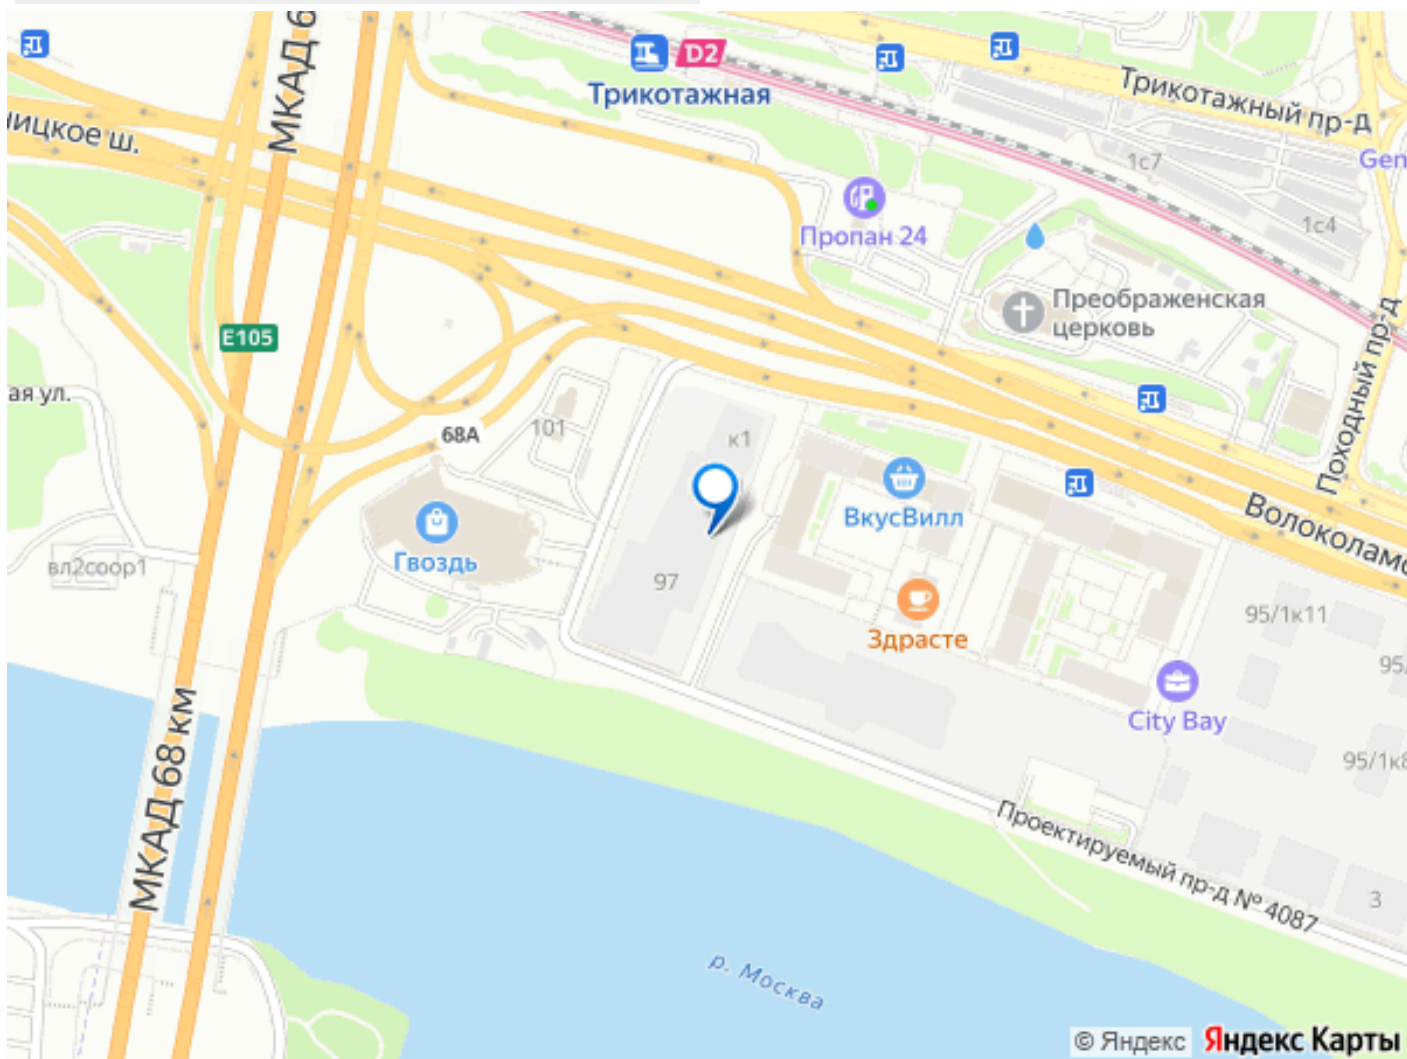 МКАД 6
D2
Трикотажная
Трикотажный пр-д
ницкое ш.
1с7
Gen
1с4
Пропан 24
Преображенская
церковь
E105
Походный пр-д
ая ул.
68А
101
к1
ВкусВилл
Волоколамс
Гвоздь
вл2соор1
97
Здрасте
95/1к11
95/
City Bay
95/1к8
МКАД 68 км
Проектируемый пр-д № 4087
3
р. Москва
© Яндекс Яндекс Карты